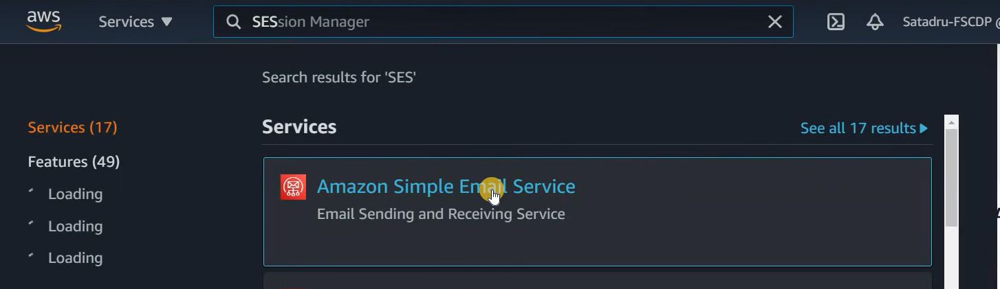 aws
Services ▼
SESsion Manager
Satadru-FSCDP @
Search results for 'SES'
Services (17)
Features (49)
Loading
Loading
Loading
Services
See all 17 results
Amazon Simple Email Service
Email Sending and Receiving Service